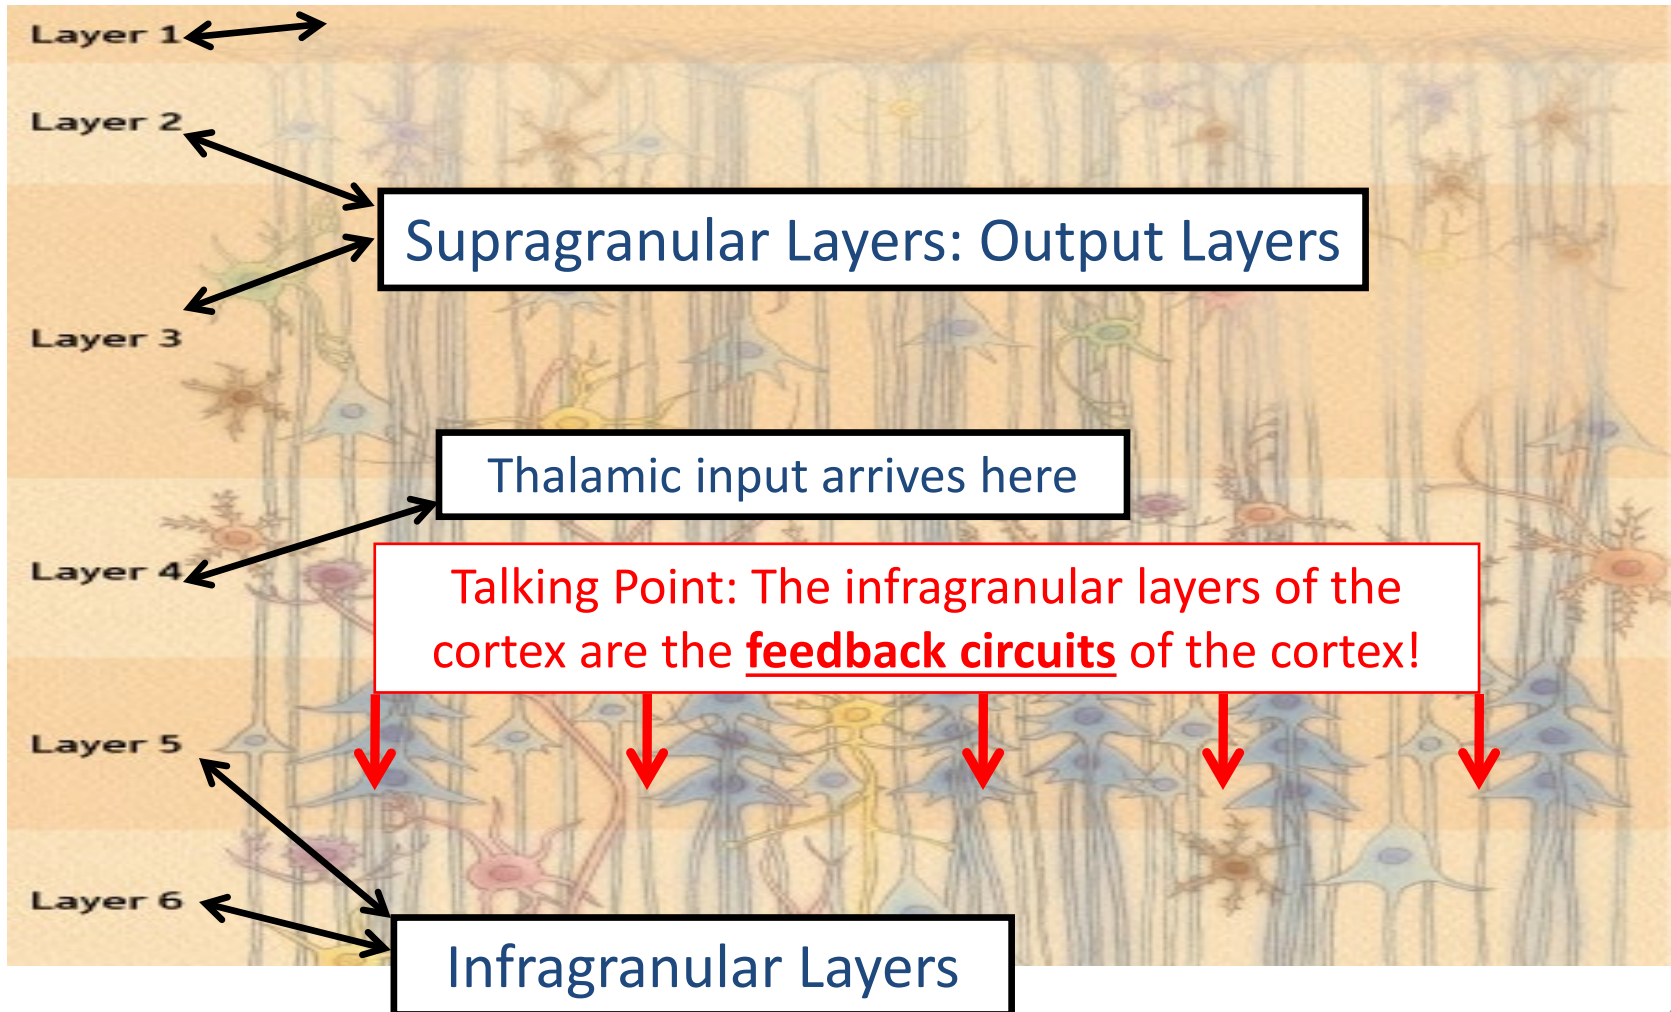 Layer 1
Layer 2
Supragranular Layers: Output Layers
Layer 3
Thalamic input arrives here
Layer 4
Talking Point: The infragranular layers of the
cortex are the feedback circuits of the cortex!
Layer 5
Layer 6
Infragranular Layers